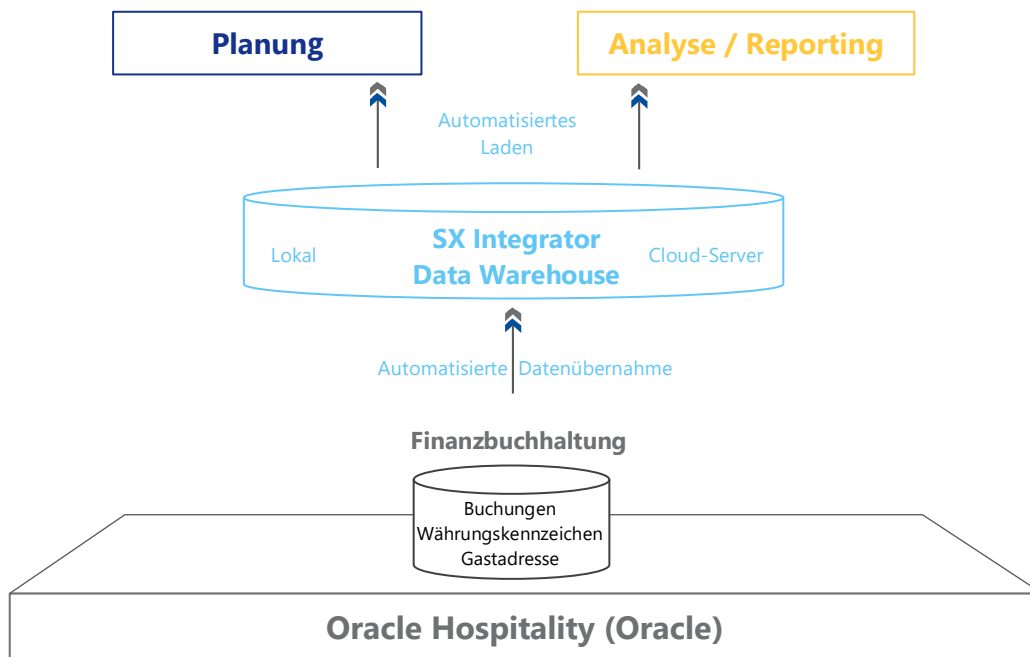 Planung
Analyse / Reporting
Automatisiertes
Laden
SX Integrator
Data Warehouse
Lokal
Cloud-Server
Automatisierte Datenübernahme
Finanzbuchhaltung
Buchungen
Währungskennzeichen
Gastadresse
Oracle Hospitality (Oracle)